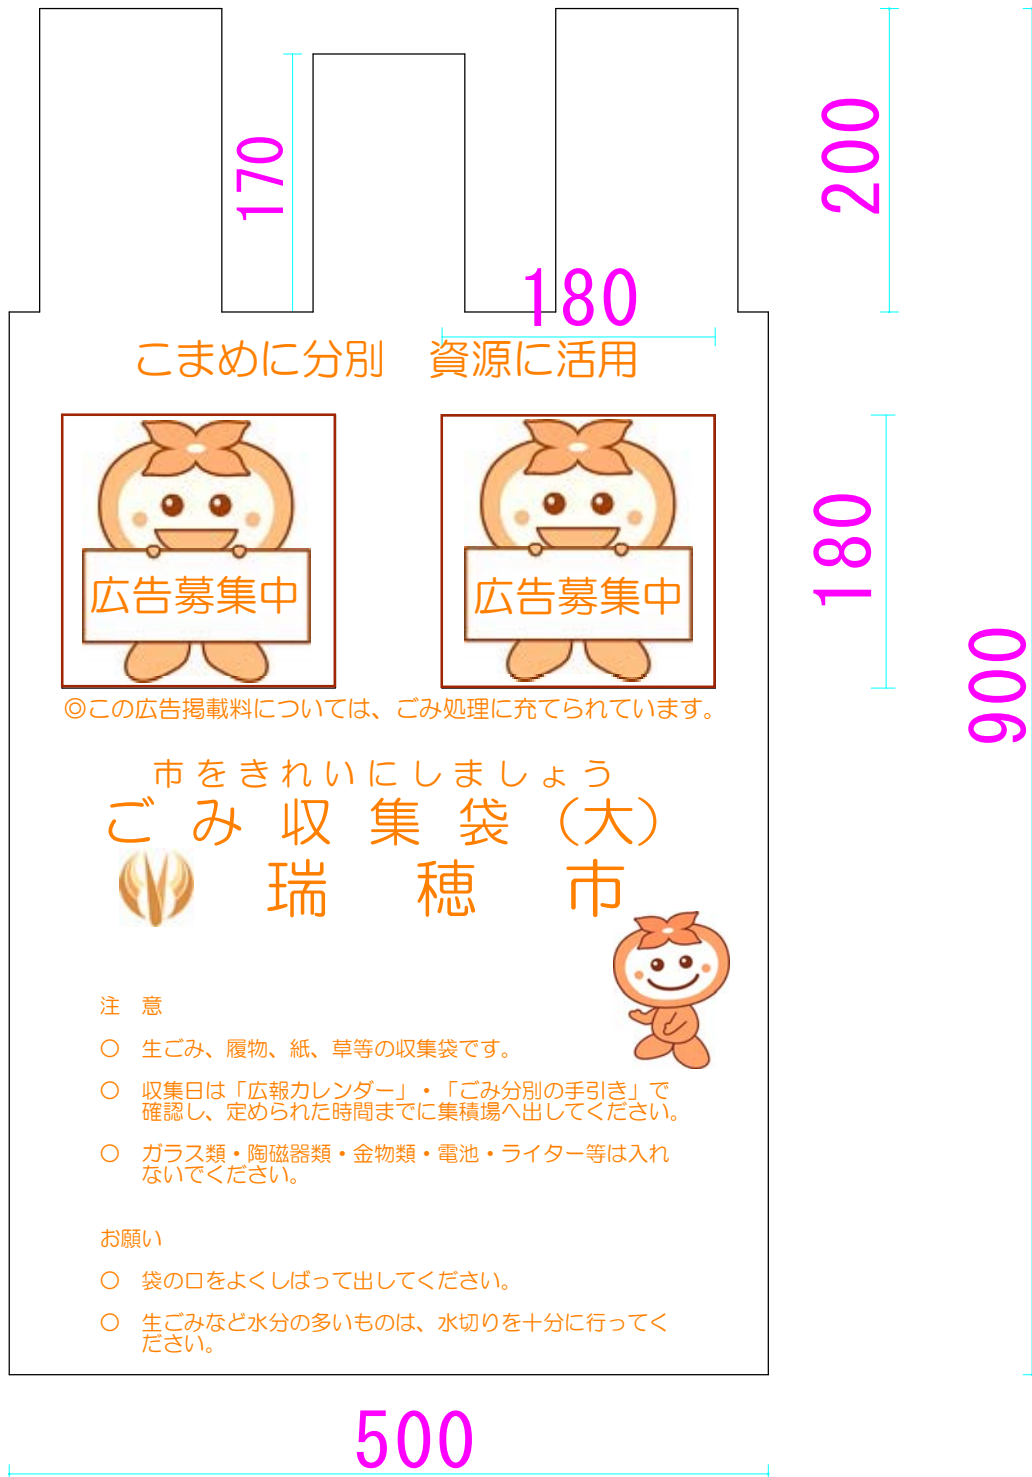 170
200
180
こまめに分別　資源に活用
広告募集中
広告募集中
180
◎この広告掲載料については、ごみ処理に充てられています。
900
市をきれいにしましょう
ごみ収集袋（大）
瑞穂市
注　意
○　生ごみ、履物、紙、草等の収集袋です。
○　収集日は「広報カレンダー」・「ごみ分別の手引き」で
確認し、定められた時間までに集積場へ出してください。
○　ガラス類・陶磁器類・金物類・電池・ライター等は入れ
ないでください。
お願い
○　袋の口をよくしばって出してください。
○　生ごみなど水分の多いものは、水切りを十分に行ってく
ださい。
500